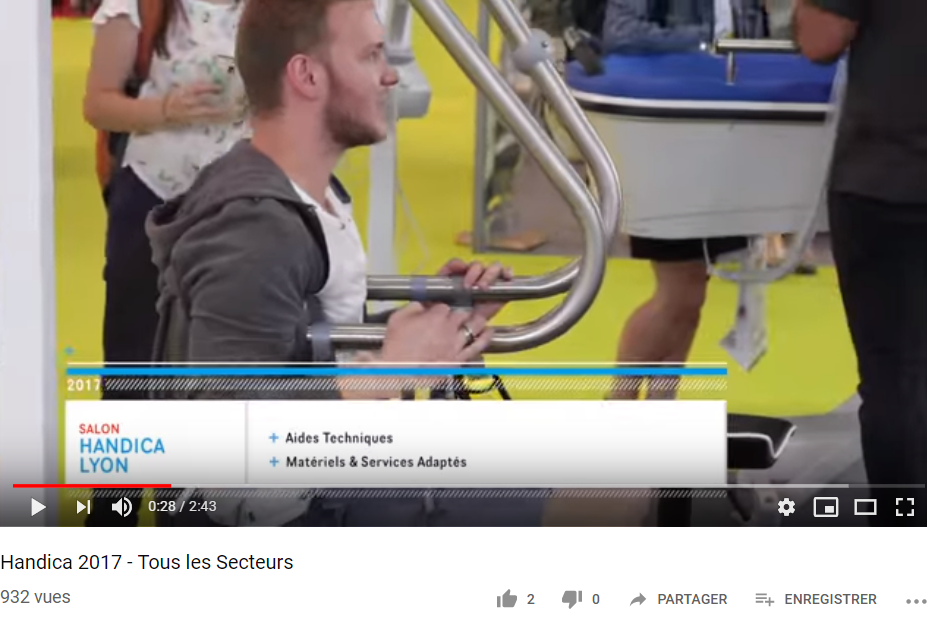 2017
SALON
HANDICA
LYON
+ Aides Techniques
+ Matériels & Services Adaptés
0:28 / 2:43
Handica 2017 - Tous les Secteurs
932 vues
2
0
PARTAGER
ENREGISTRER